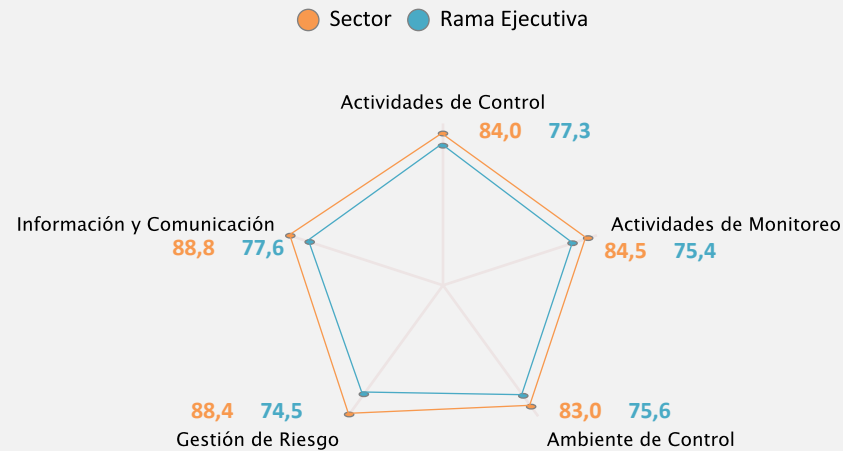 Sector Rama Ejecutiva
Actividades de Control
84,0 77,3
Información y Comunicación
88,8 77,6
Actividades de Monitoreo
84,5 75,4
88,4 74,5
Gestión de Riesgo
83,0 75,6
Ambiente de Control